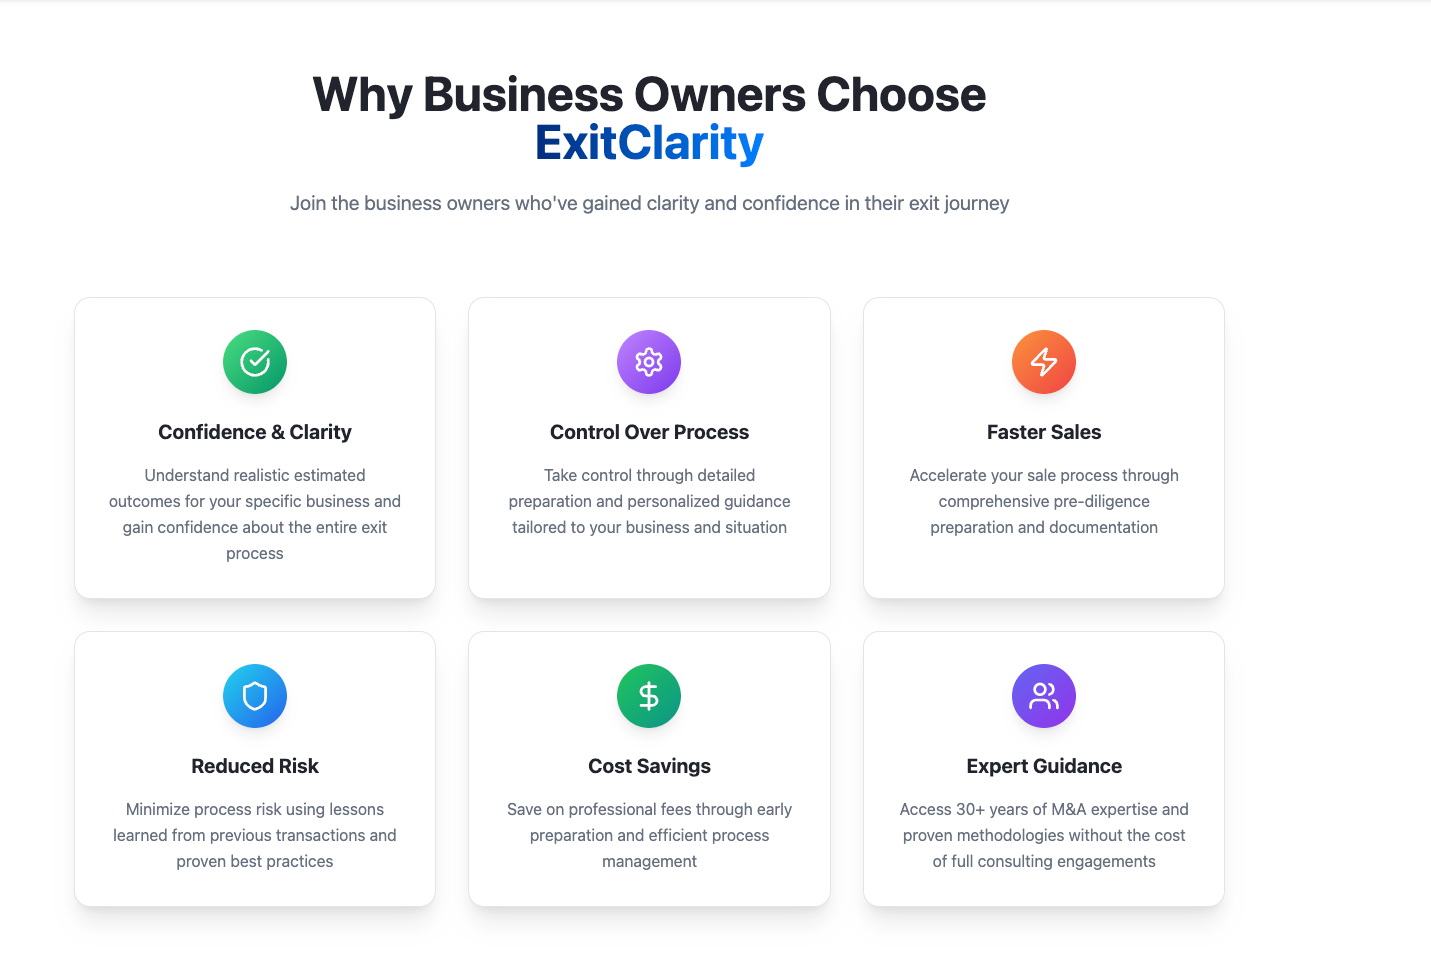 Why Business Owners Choose
ExitClarity
Join the business owners who've gained clarity and confidence in their exit journey
Confidence & Clarity
Understand realistic estimated
outcomes for your specific business and
gain confidence about the entire exit
process
Control Over Process
Take control through detailed
preparation and personalized guidance
tailored to your business and situation
Faster Sales
Accelerate your sale process through
comprehensive pre-diligence
preparation and documentation
Reduced Risk
Minimize process risk using lessons
learned from previous transactions and
proven best practices
Cost Savings
Save on professional fees through early
preparation and efficient process
management
Expert Guidance
Access 30+ years of M&A expertise and
proven methodologies without the cost
of full consulting engagements